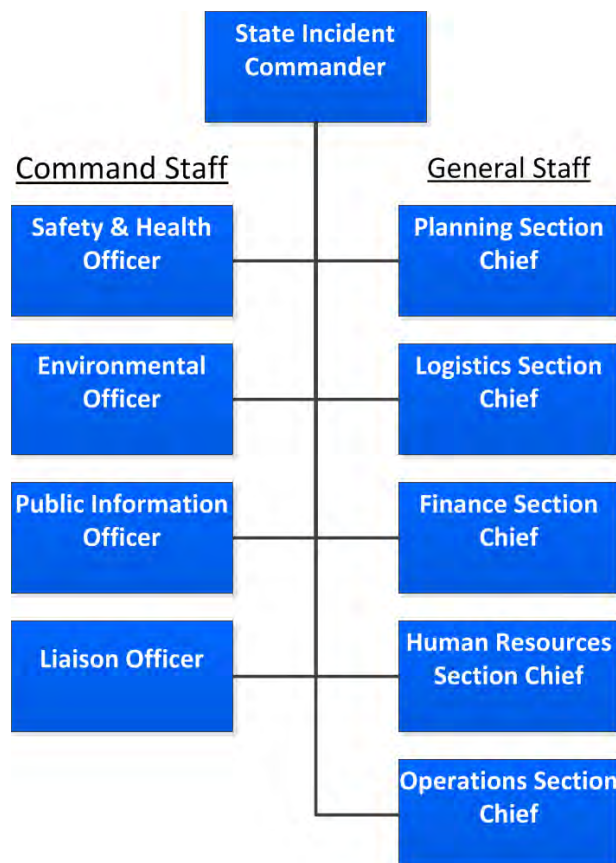 State Incident
Commander
Command Staff
Safety & Health
Officer
Environmental
Officer
Public Information
Officer
Liaison Officer
General Staff
Planning Section
Chief
Logistics Section
Chief
Finance Section
Chief
Human Resources
Section Chief
Operations Section
Chief